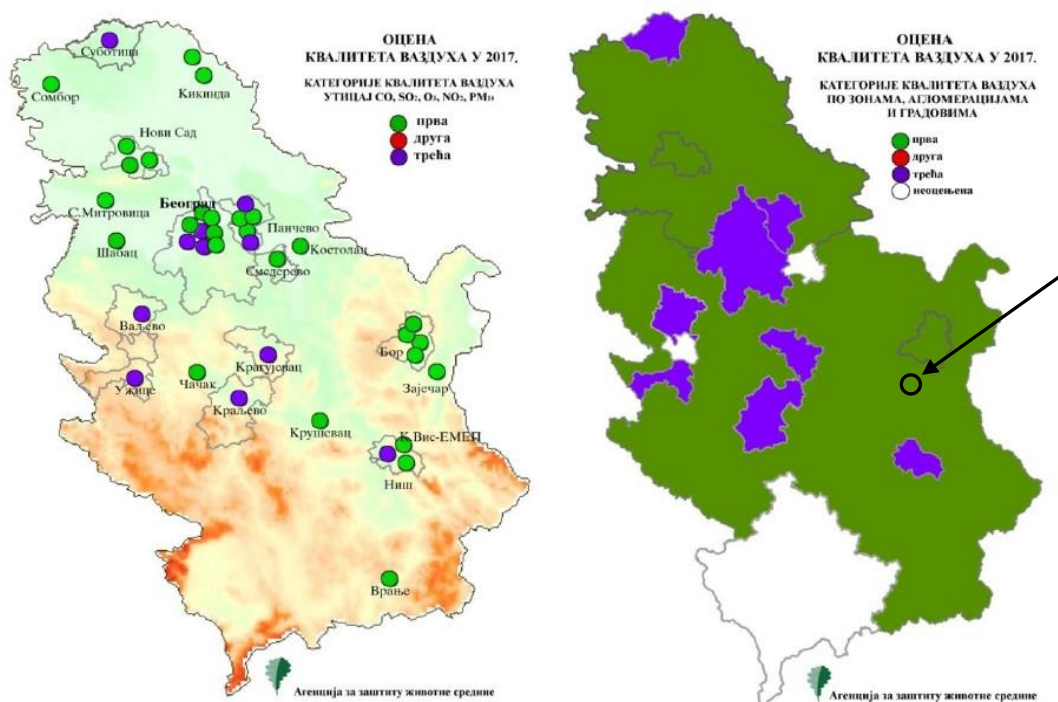 ОЦЕНА
КВАЛИТЕТА ВАЗДУХА У 2017.
КАТЕГОРИЈЕ КВАЛИТЕТА ВАЗДУХА
УТИЦАЈ CO, SO₂, O₃, NO₂, PM₁₀
прва
друга
трећа
Суботица
Сомбор
Кикинда
Нови Сад
С.Митровица
Београд
Панчево
Шабац
Костолац
Смедерево
Ваљево
Бор
Ужице
Чачак
Крагујевац
Зајечар
Краљево
Крушевац
К.Вис-ЕМЕП
Ниш
Врање
Агенција за заштиту животне средине
ОЦЕНА
КВАЛИТЕТА ВАЗДУХА У 2017.
КАТЕГОРИЈЕ КВАЛИТЕТА ВАЗДУХА
ПО ЗОНАМА, АГЛОМЕРАЦИЈАМА
И ГРАДОВИМА
прва
друга
трећа
неоцењена
Агенција за заштиту животне средине